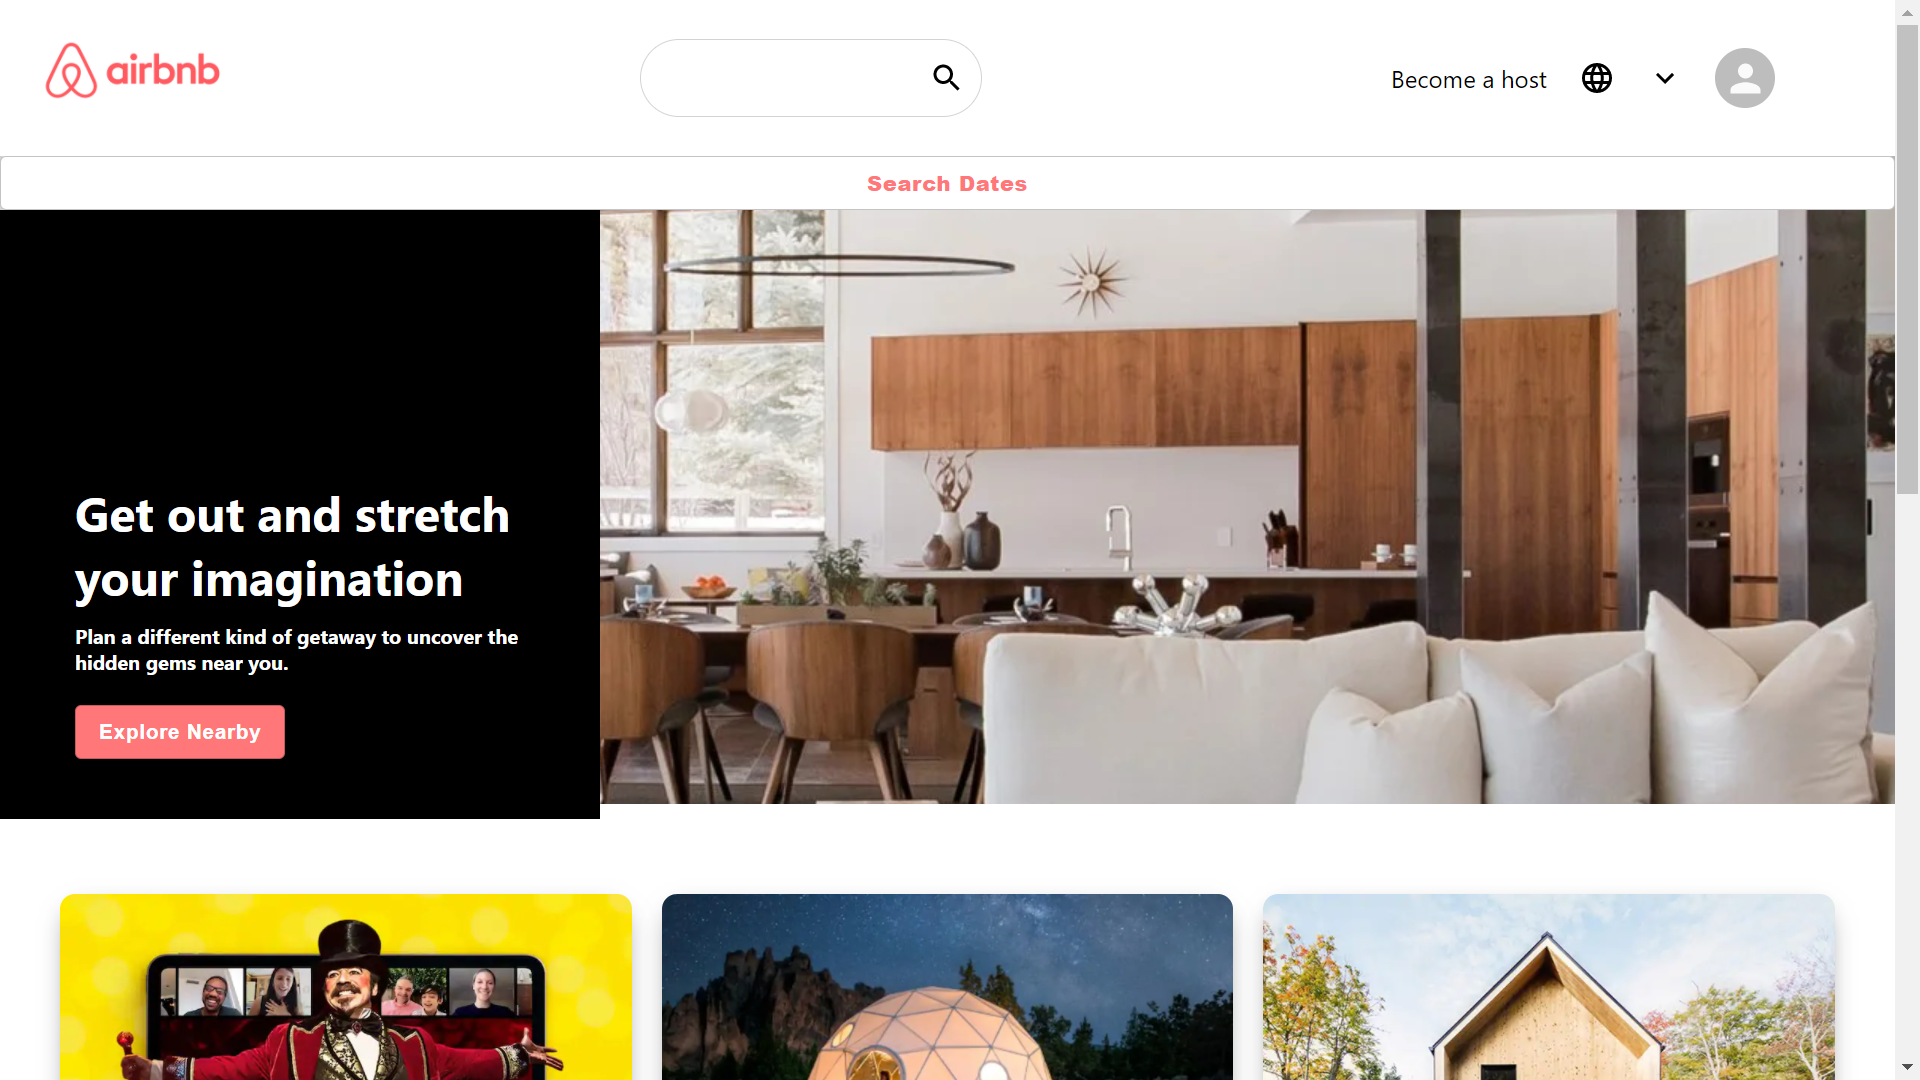 airbnb
Become a host
Search Dates
Get out and stretch
your imagination
Plan a different kind of getaway to uncover the
hidden gems near you.
Explore Nearby